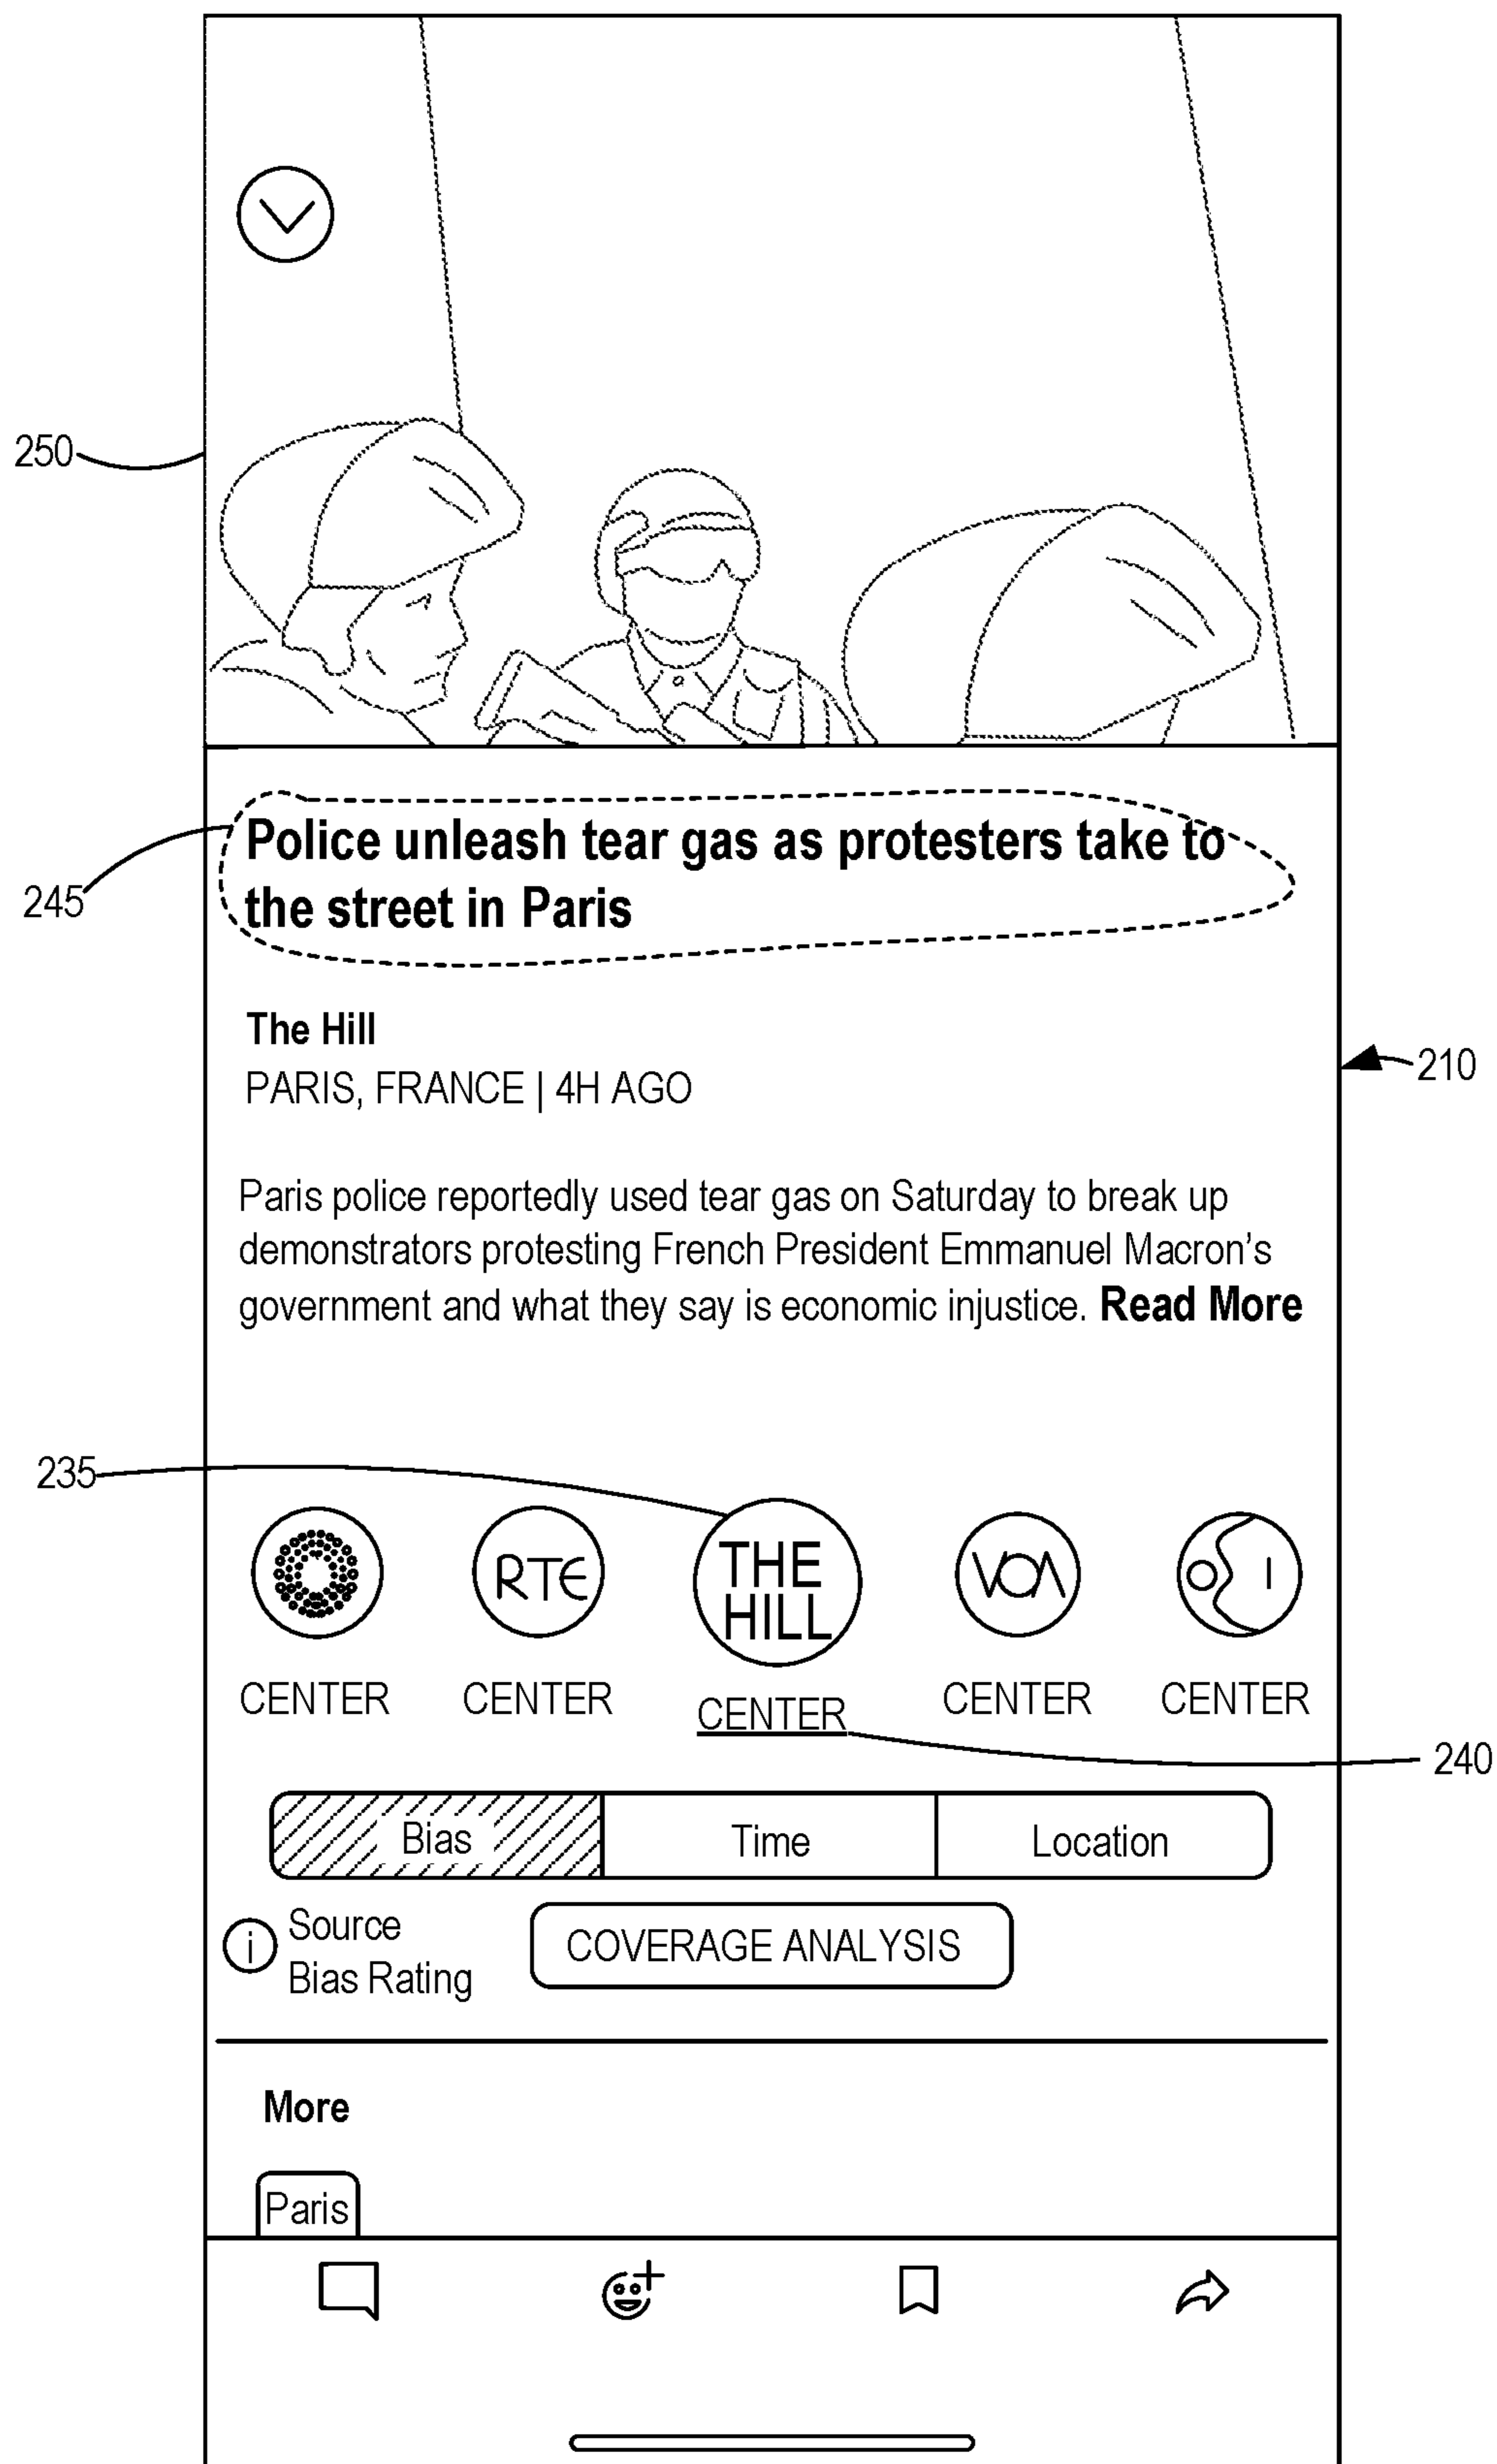 250
Police unleash tear gas as protesters take to
the street in Paris
245
The Hill
PARIS, FRANCE | 4H AGO
210
Paris police reportedly used tear gas on Saturday to break up
demonstrators protesting French President Emmanuel Macron's
government and what they say is economic injustice. Read More
235
RTE
THE
HILL
VOA
CENTER CENTER CENTER CENTER CENTER
240
Bias Time Location
i Source
Bias Rating
COVERAGE ANALYSIS
More
Paris